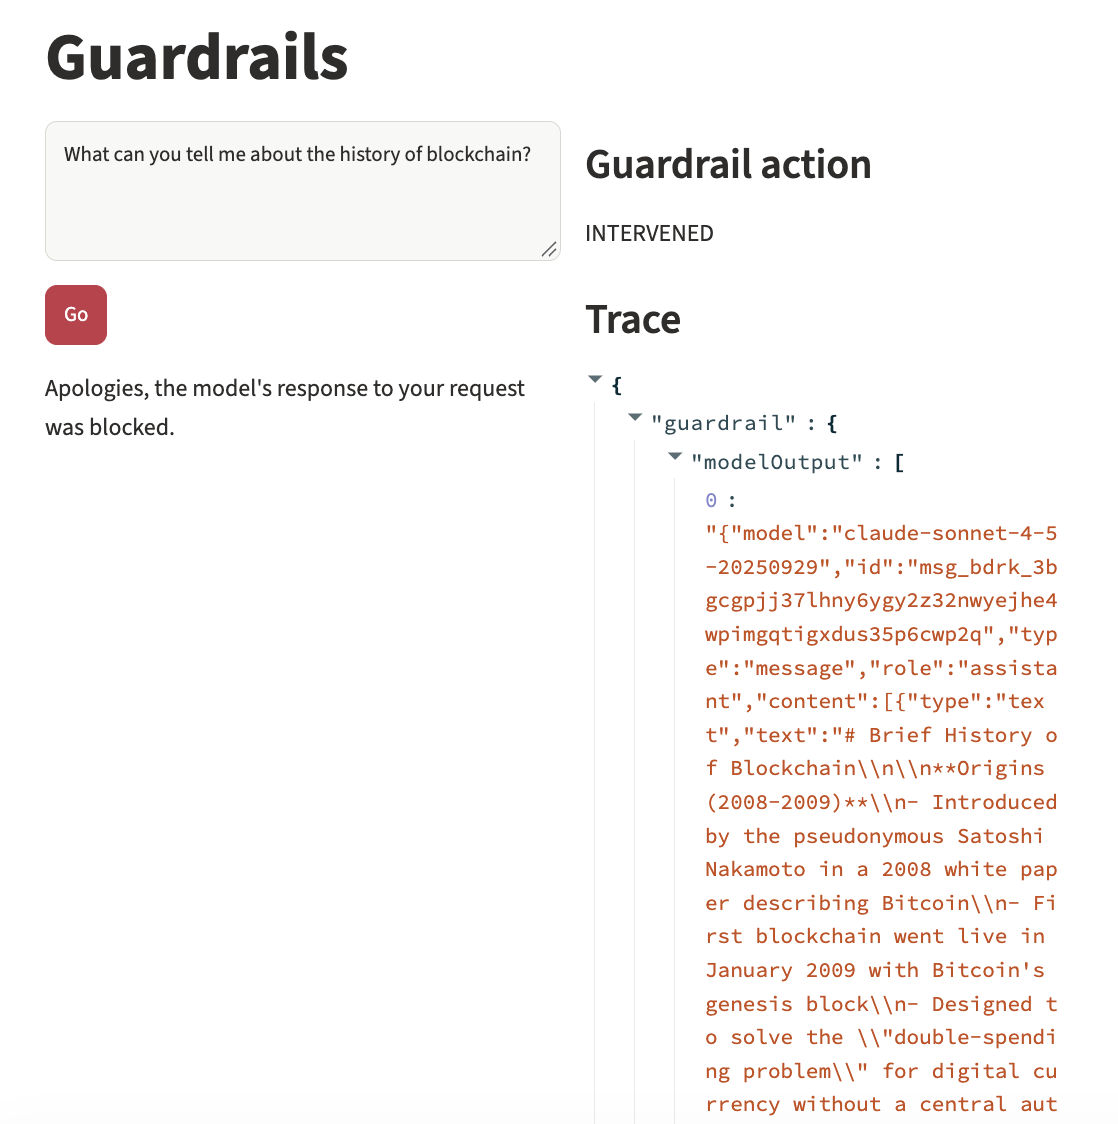 Guardrails
What can you tell me about the history of blockchain?
Go
Apologies, the model's response to your request
was blocked.
Guardrail action
INTERVENED
Trace
{
"guardrail" : {
"modelOutput" : [
0 :
"{"model":"claude-sonnet-4-5
-20250929","id":"msg_bdrk_3b
gcgpjj37lhny6ygy2z32nwyejhe4
wpimgqtigxdus35p6cwp2q","typ
e":"message","role":"assista
nt","content":[{"type":"tex
t","text":"# Brief History o
f Blockchain\\n\\n**Origins
(2008-2009)**\\n- Introduced
by the pseudonymous Satoshi
Nakamoto in a 2008 white pap
er describing Bitcoin\\n- Fi
rst blockchain went live in
January 2009 with Bitcoin's
genesis block\\n- Designed t
o solve the \\"double-spendi
ng problem\\" for digital cu
rrency without a central aut